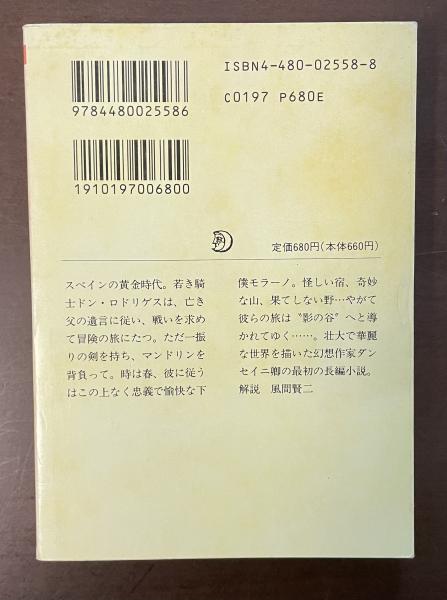 ISBN4-480-02558-8
9784480025586
C0197 P680E
1910197006800
定価680円(本体660円)
スペインの黄金時代。若き騎
士ドン・ロドリゲスは、亡き
父の遺言に従い、戦いを求め
て冒険の旅にたつ。ただ一振
りの剣を持ち、マンドリンを
背負って。時は春、彼に従う
はこの上なく忠義で愉快な下
僕モラーノ。怪しい宿、奇妙
な山、果てしない野…やがて
彼らの旅は〝影の谷〟へと導
かれてゆく……。壮大で華麗
な世界を描いた幻想作家ダン
セイニ卿の最初の長編小説。
解説 風間賢二